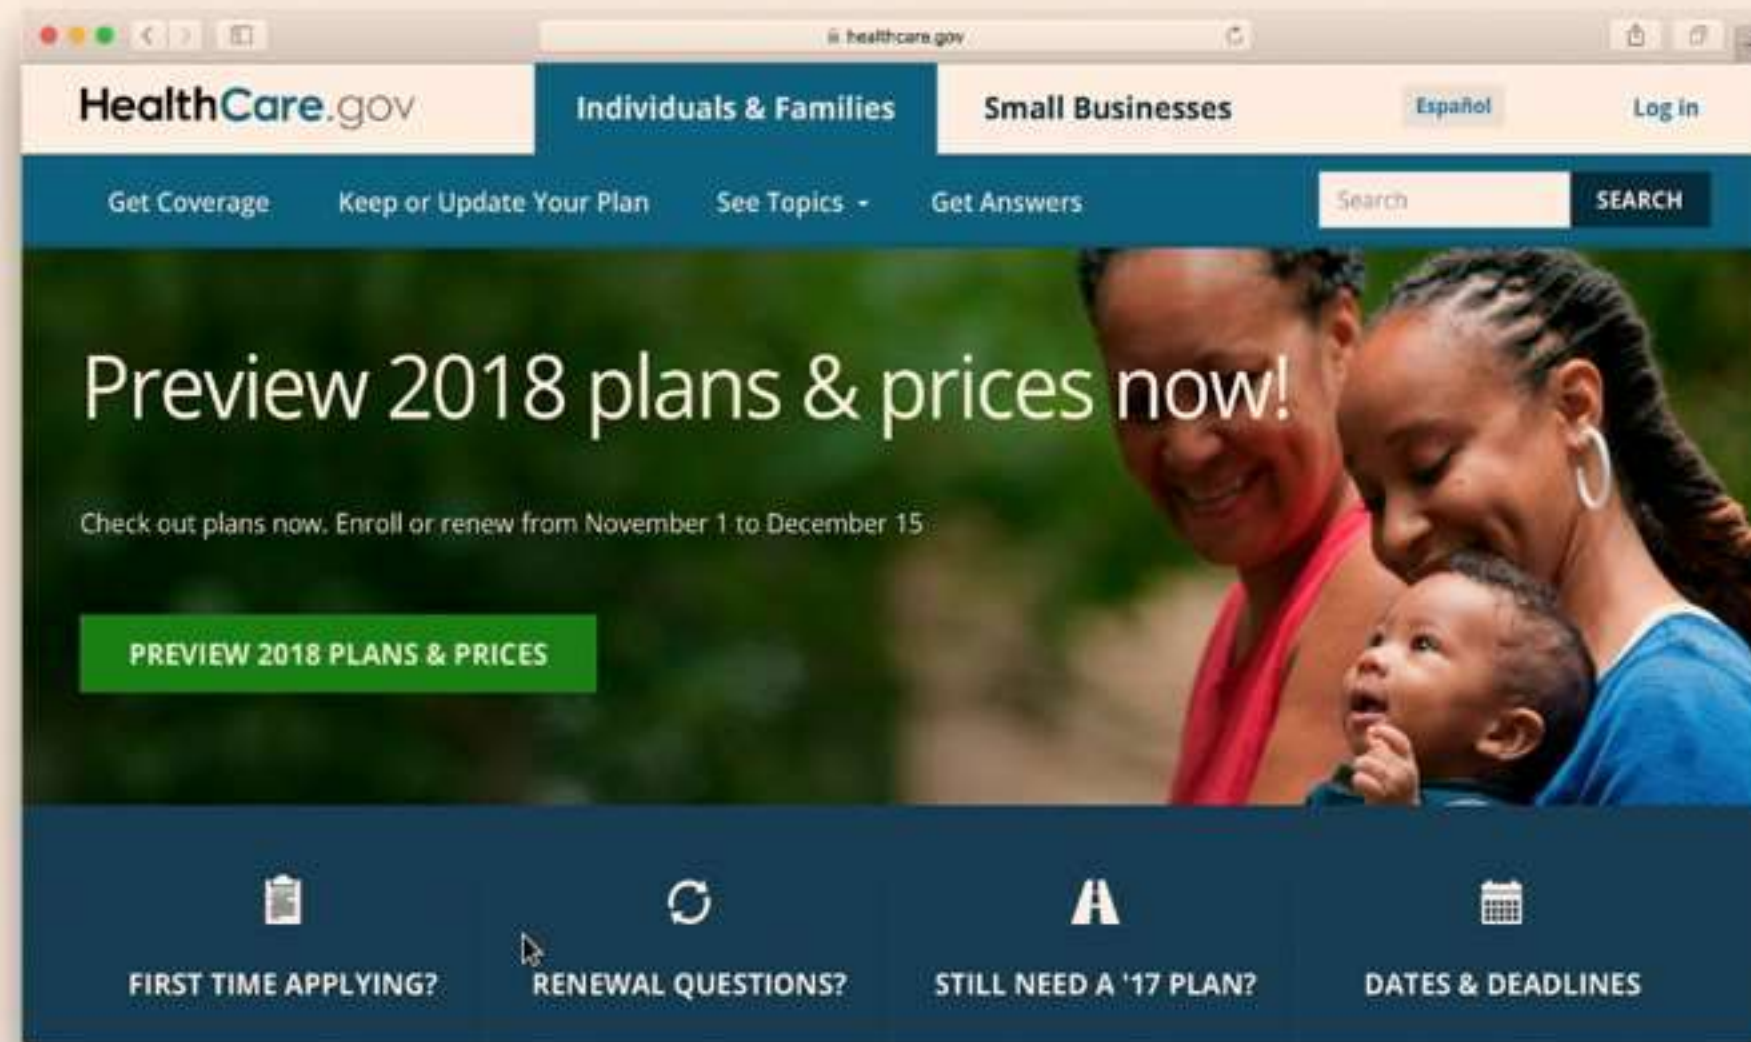 healthcare.gov
HealthCare.gov
Individuals & Families
Small Businesses
Español
Log in
Get Coverage
Keep or Update Your Plan
See Topics
Get Answers
Search
SEARCH
Preview 2018 plans & prices now!
Check out plans now. Enroll or renew from November 1 to December 15
PREVIEW 2018 PLANS & PRICES
FIRST TIME APPLYING?
RENEWAL QUESTIONS?
STILL NEED A '17 PLAN?
DATES & DEADLINES